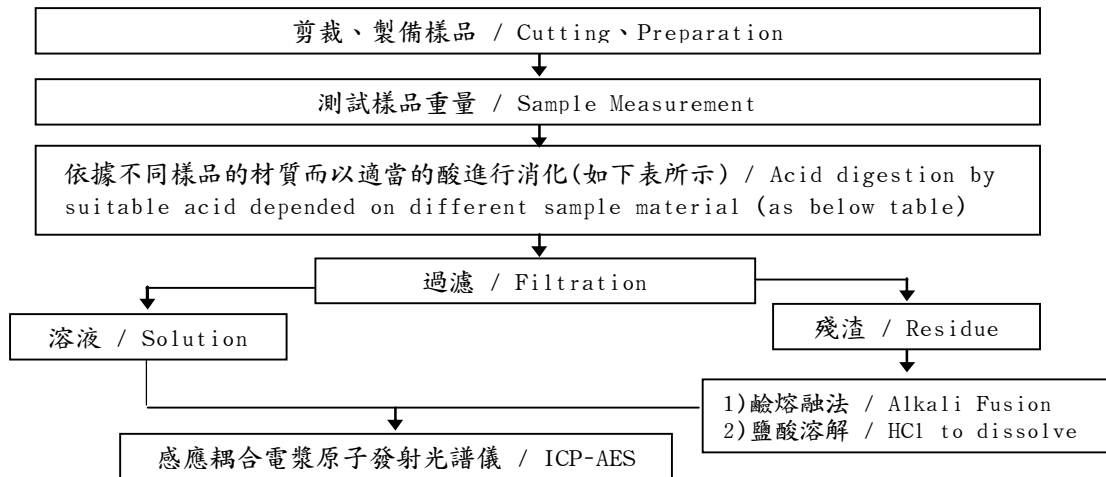 剪裁、製備樣品 / Cutting、Preparation
測試樣品重量 / Sample Measurement
依據不同樣品的材質而以適當的酸進行消化(如下表所示) / Acid digestion by
suitable acid depended on different sample material (as below table)
過濾 / Filtration
溶液 / Solution
殘渣 / Residue
1)鹼熔融法 / Alkali Fusion
2)鹽酸溶解 / HCl to dissolve
感應耦合電漿原子發射光譜儀 / ICP-AES